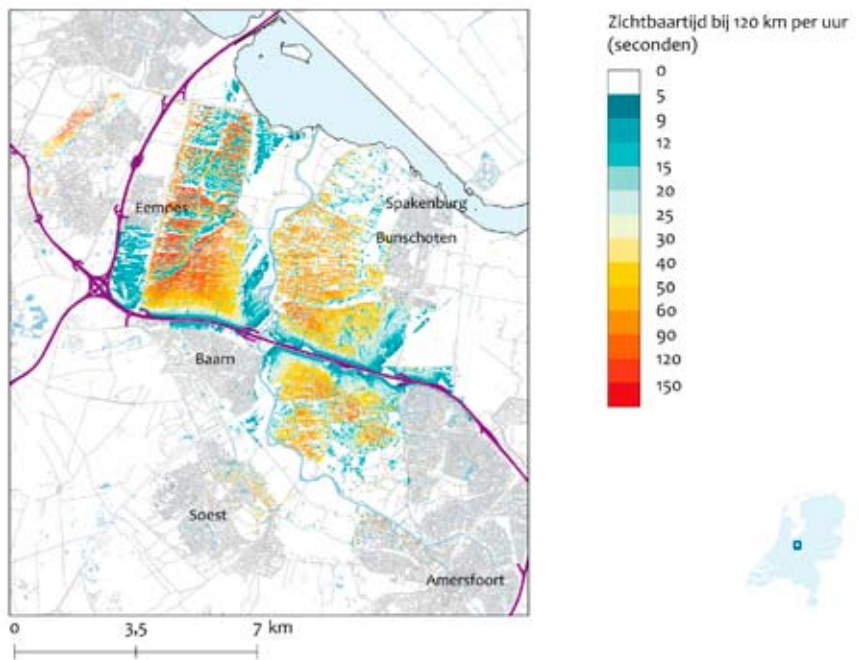 Zichtbaartijd bij 120 km per uur
(seconden)
0
5
9
12
15
20
25
30
40
50
60
90
120
150
Eemnes
Spakenburg
Bunschoten
Baarn
Soest
Amersfoort
0 3,5 7 km